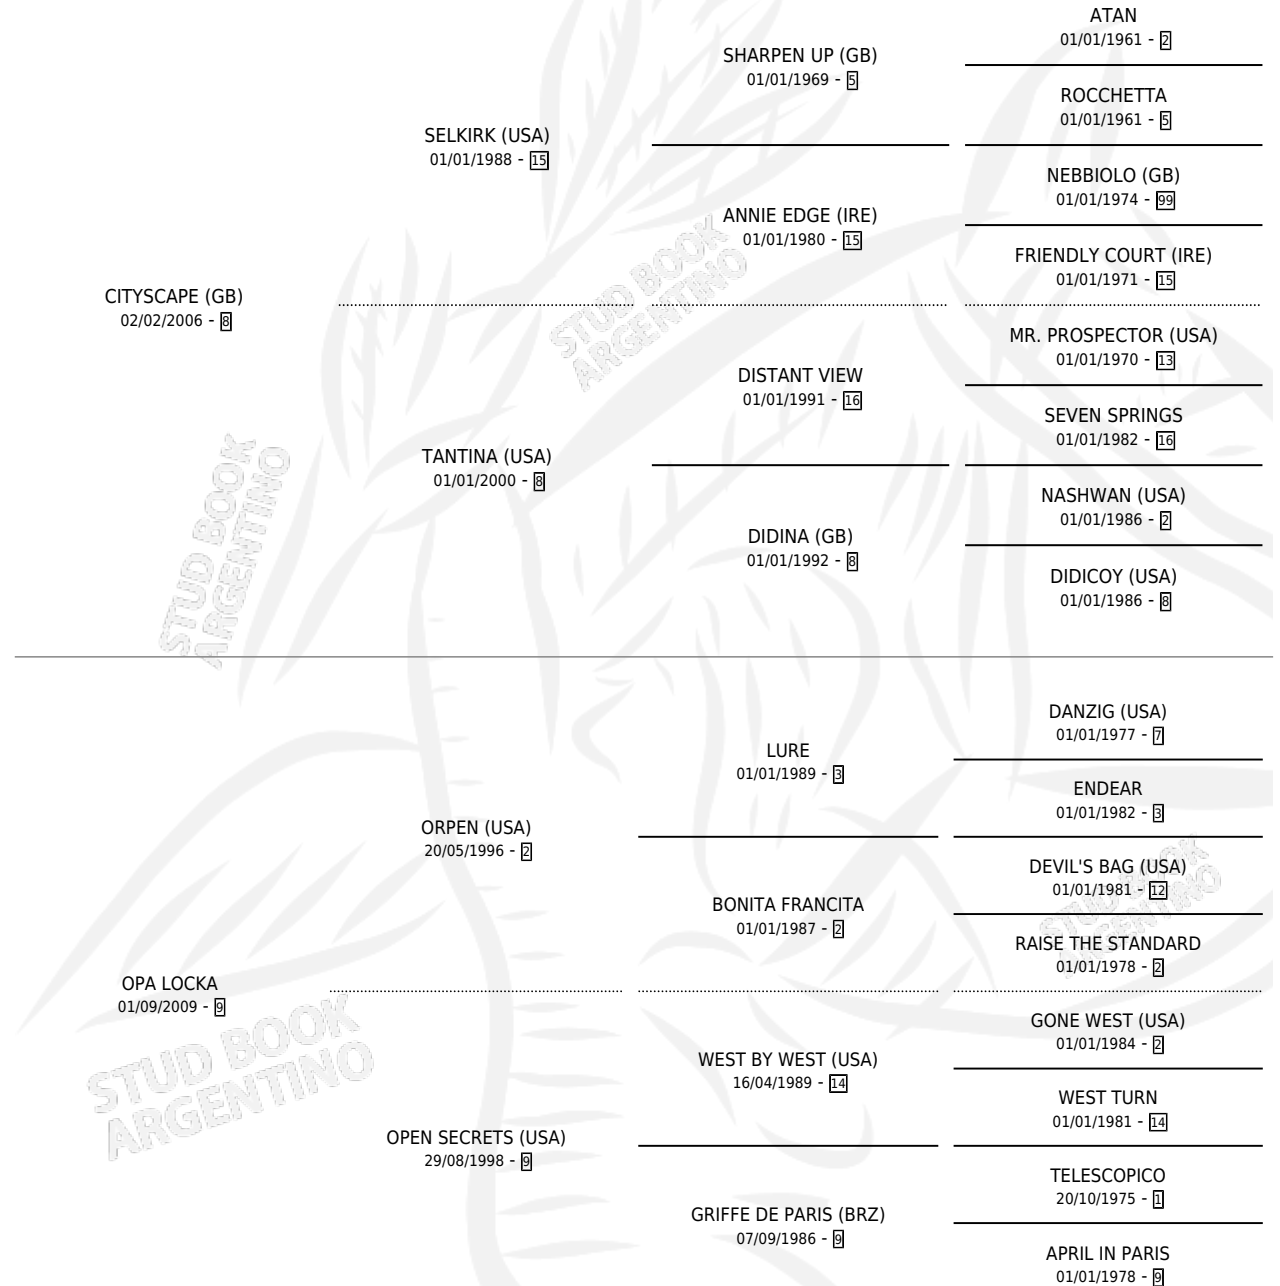 ATAN
01/01/1961 - 2
SHARPEN UP (GB)
01/01/1969 - 5
ROCCHETTA
01/01/1961 - 5
SELKIRK (USA)
01/01/1988 - 15
NEBBIOLO (GB)
01/01/1974 - 99
ANNIE EDGE (IRE)
01/01/1980 - 15
FRIENDLY COURT (IRE)
01/01/1971 - 15
CITYSCAPE (GB)
02/02/2006 - 8
MR. PROSPECTOR (USA)
01/01/1970 - 13
DISTANT VIEW
01/01/1991 - 16
SEVEN SPRINGS
01/01/1982 - 16
TANTINA (USA)
01/01/2000 - 8
NASHWAN (USA)
01/01/1986 - 2
DIDINA (GB)
01/01/1992 - 8
DIDICOY (USA)
01/01/1986 - 8
DANZIG (USA)
01/01/1977 - 7
LURE
01/01/1989 - 3
ENDEAR
01/01/1982 - 3
ORPEN (USA)
20/05/1996 - 2
DEVIL'S BAG (USA)
01/01/1981 - 12
BONITA FRANCITA
01/01/1987 - 2
RAISE THE STANDARD
01/01/1978 - 2
OPA LOCKA
01/09/2009 - 9
GONE WEST (USA)
01/01/1984 - 2
WEST BY WEST (USA)
16/04/1989 - 14
WEST TURN
01/01/1981 - 14
OPEN SECRETS (USA)
29/08/1998 - 9
TELESCOPICO
20/10/1975 - 1
GRIFFE DE PARIS (BRZ)
07/09/1986 - 9
APRIL IN PARIS
01/01/1978 - 9
STUD BOOK
ARGENTINO
STUD BOOK
ARGENTINO
STUD BOOK
ARGENTINO
STUD BOOK
ARGENTINO